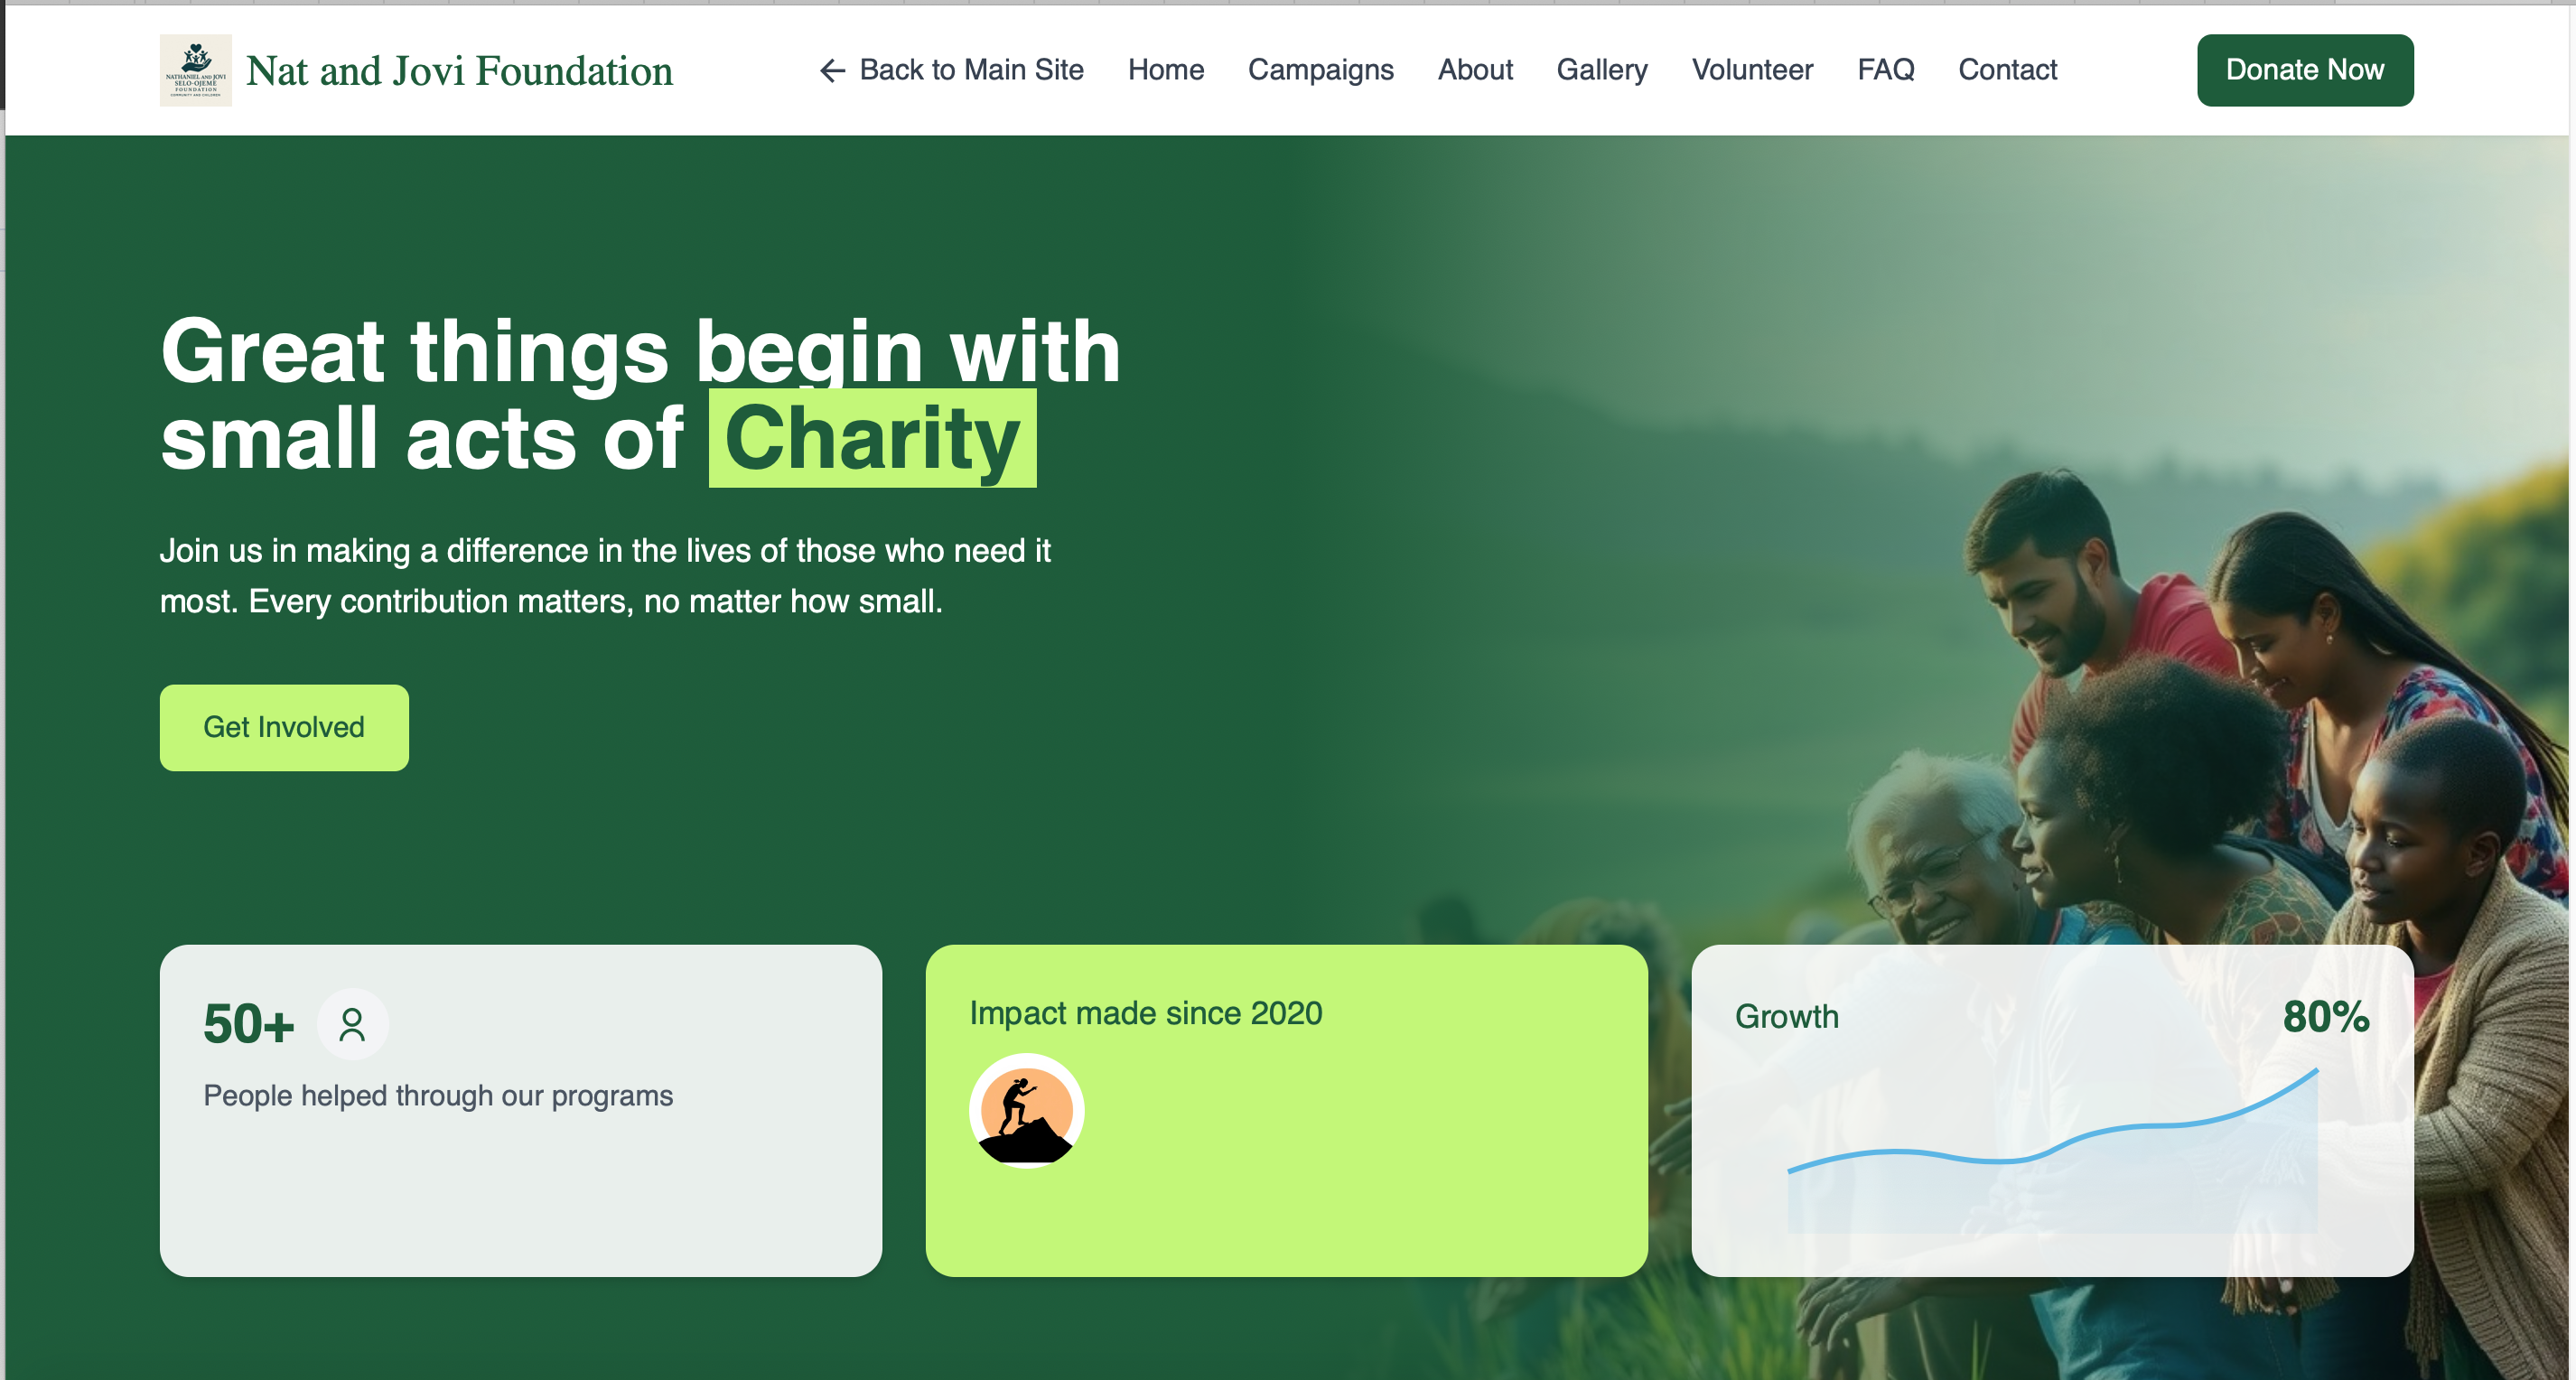 NATHANIEL AND JOVI
SELO-OJEME
FOUNDATION
COMMUNITY AND CHILDREN
Nat and Jovi Foundation
← Back to Main Site
Home
Campaigns
About
Gallery
Volunteer
FAQ
Contact
Donate Now
Great things begin with
small acts of Charity
Join us in making a difference in the lives of those who need it
most. Every contribution matters, no matter how small.
Get Involved
50+
People helped through our programs
Impact made since 2020
Growth
80%